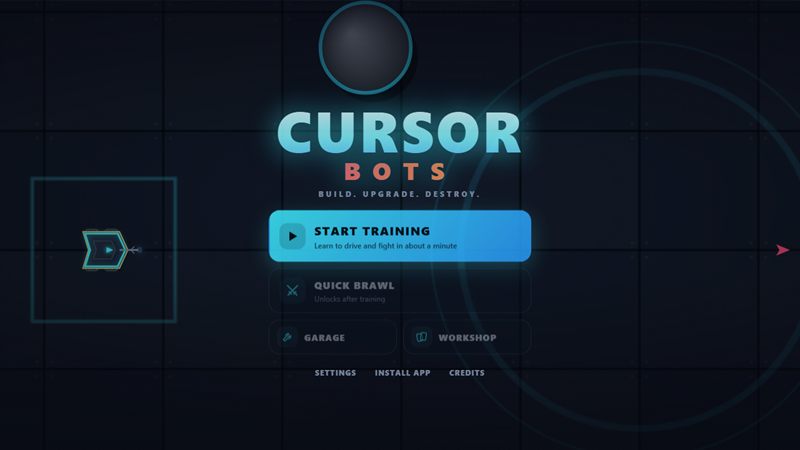 CURSOR
BOTS
BUILD. UPGRADE. DESTROY.
START TRAINING
Learn to drive and fight in about a minute
QUICK BRAWL
Unlocks after training
GARAGE
WORKSHOP
SETTINGS
INSTALL APP
CREDITS